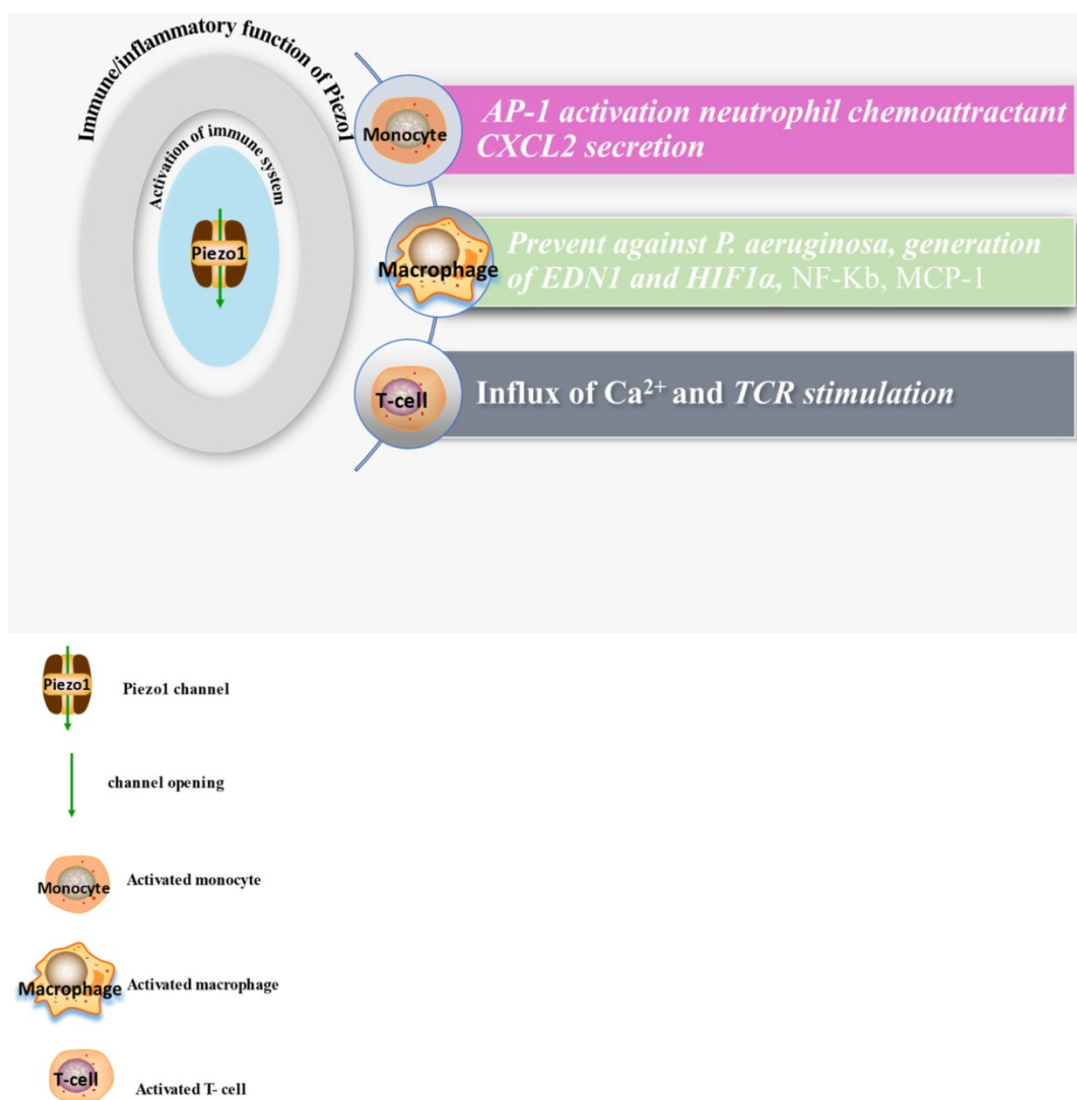 Immune/inflammatory function of Piezo1
Activation of immune system
Piezo1
Monocyte
AP-1 activation neutrophil chemoattractant
CXCL2 secretion
Macrophage
Prevent against P. aeruginosa, generation
of EDN1 and HIF1α, NF-Kb, MCP-1
T-cell
Influx of Ca²⁺ and TCR stimulation
Piezo1
Piezo1 channel
channel opening
Monocyte
Activated monocyte
Macrophage
Activated macrophage
T-cell
Activated T- cell